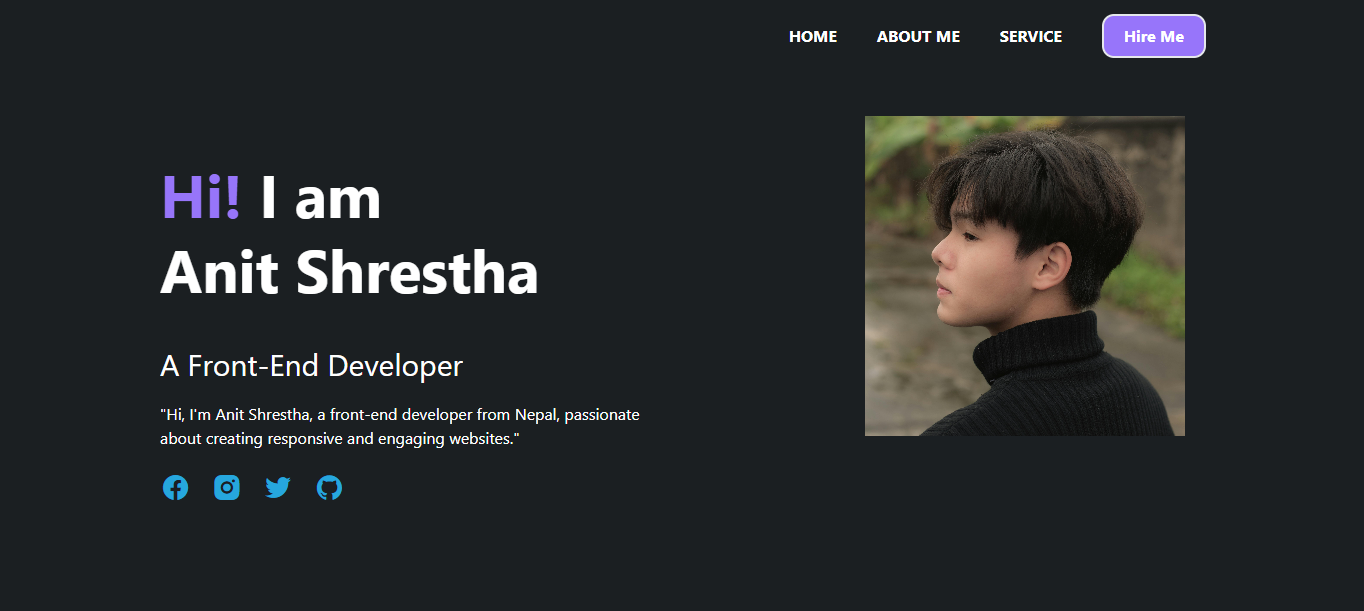 HOME ABOUT ME SERVICE Hire Me
Hi! I am
Anit Shrestha
A Front-End Developer
"Hi, I'm Anit Shrestha, a front-end developer from Nepal, passionate
about creating responsive and engaging websites."